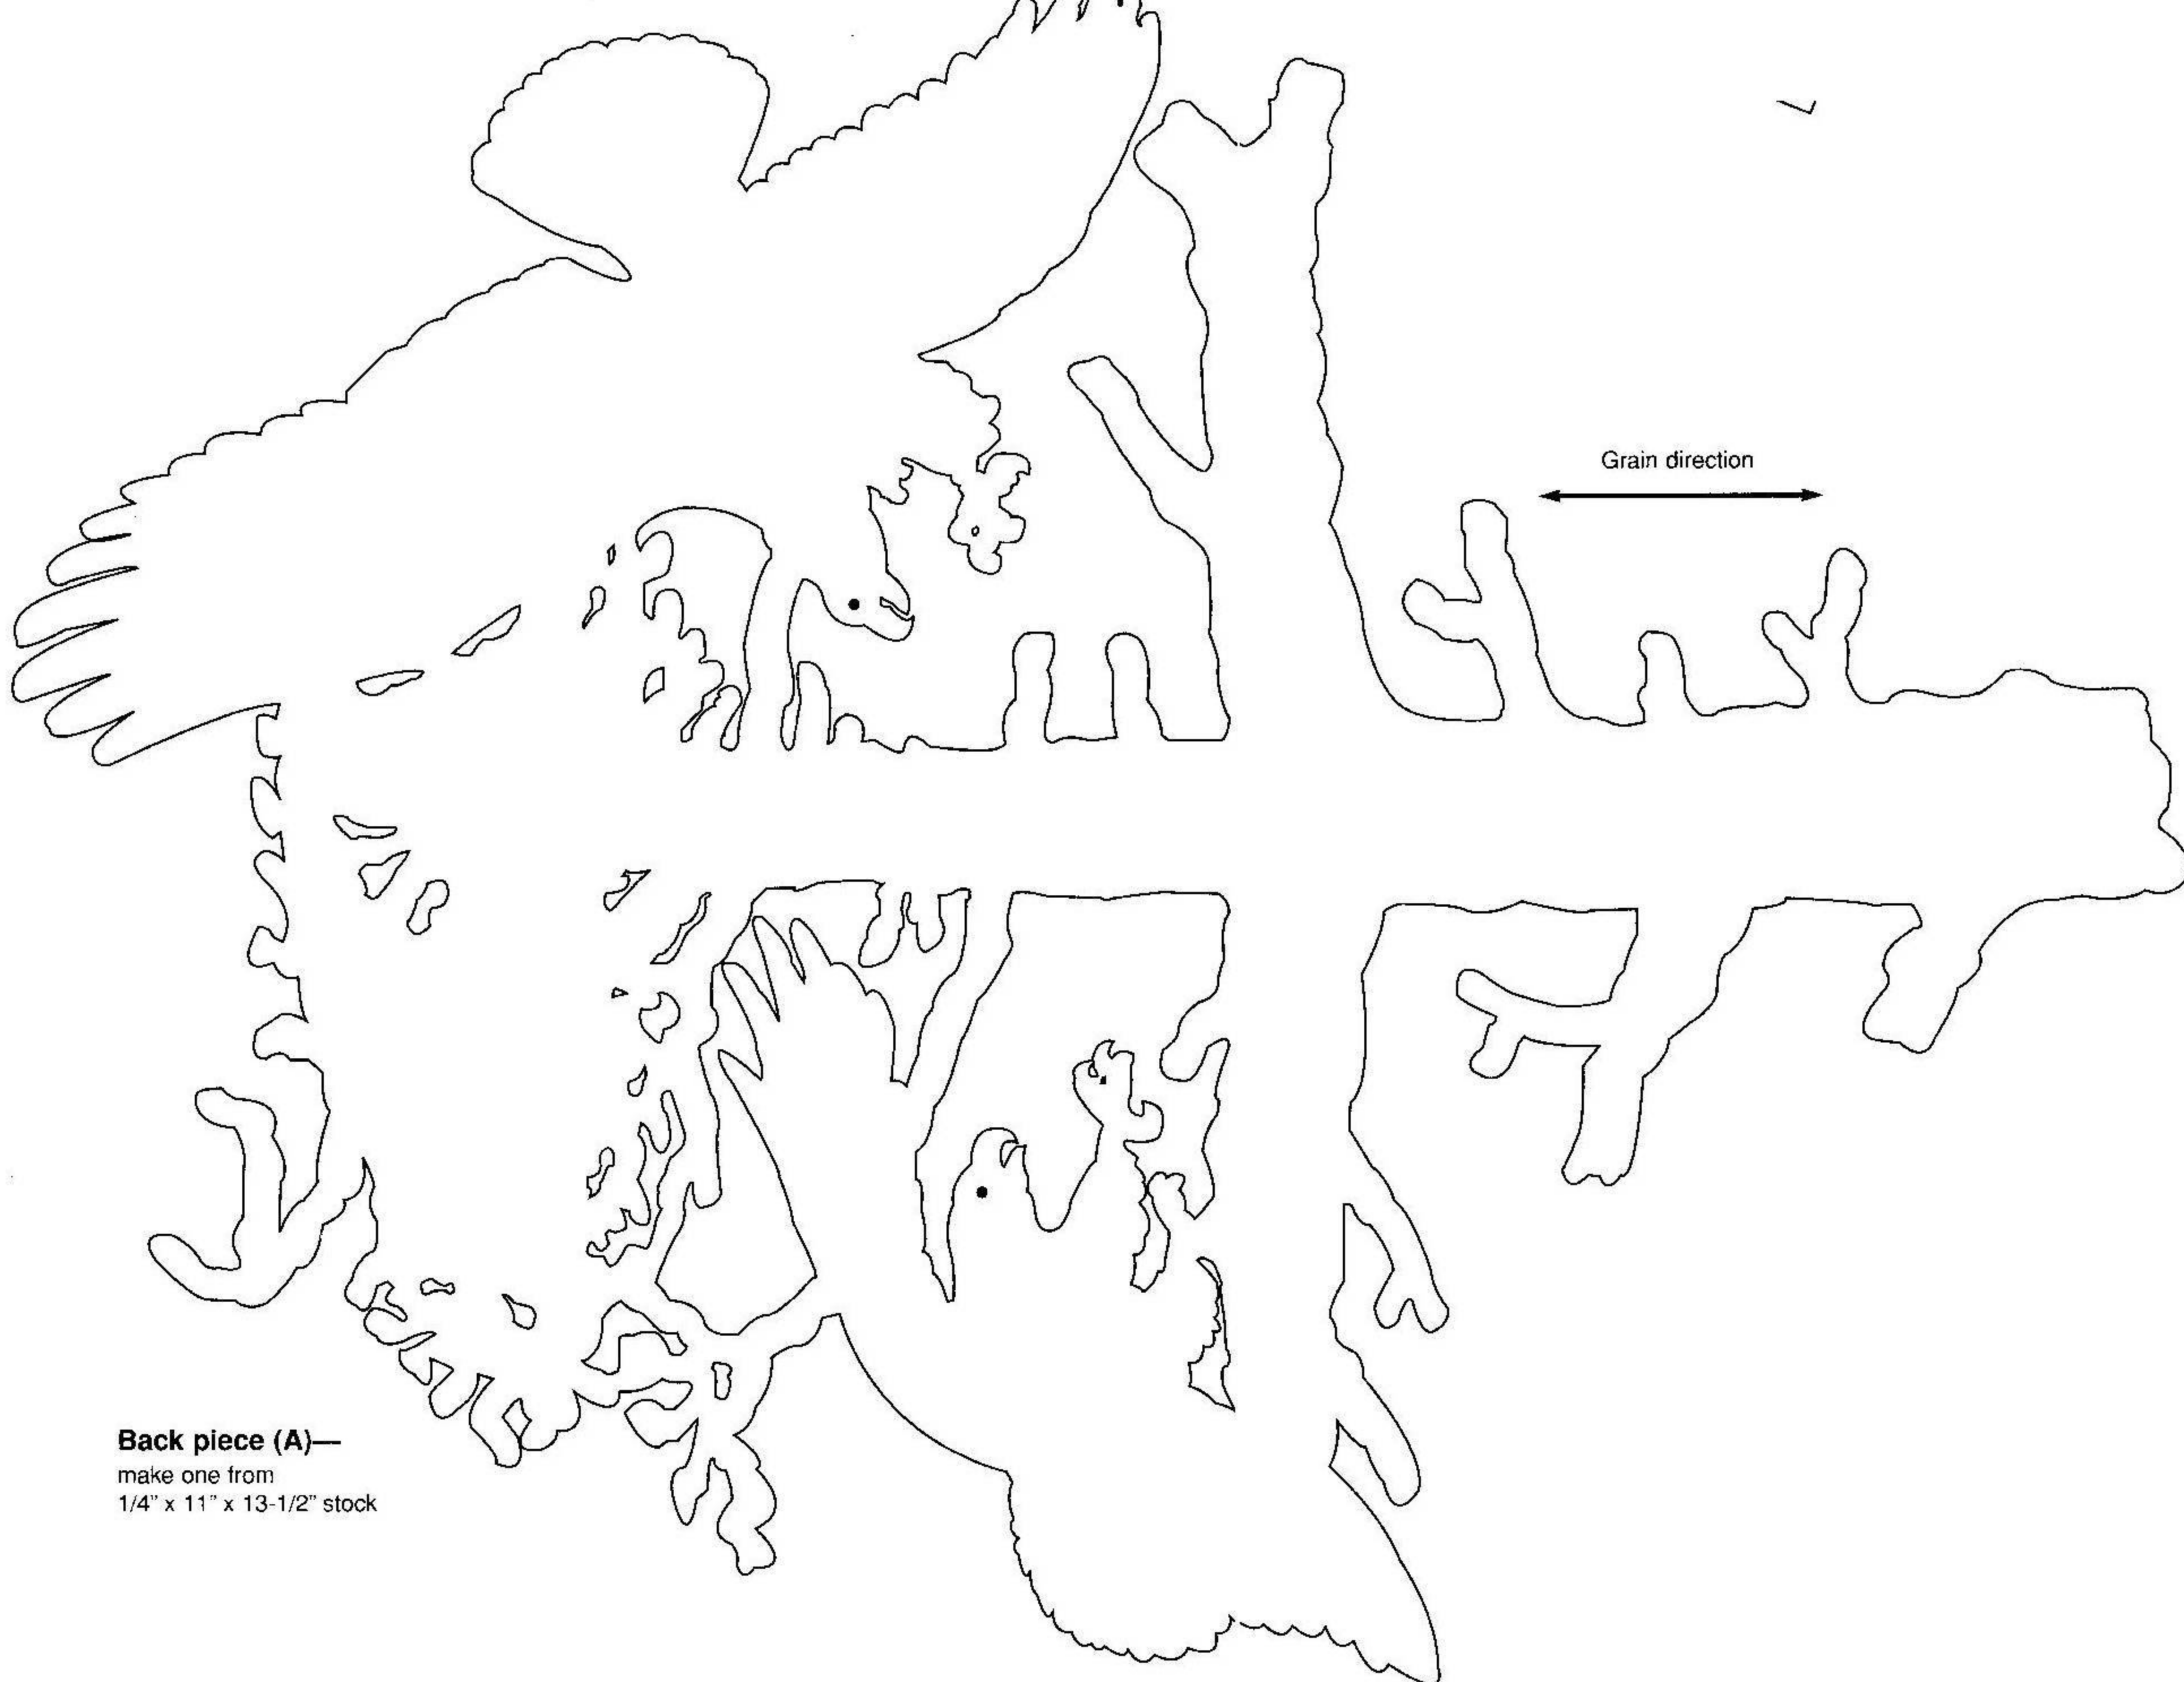 Grain direction
Back piece (A)—
make one from
1/4" x 11" x 13-1/2" stock